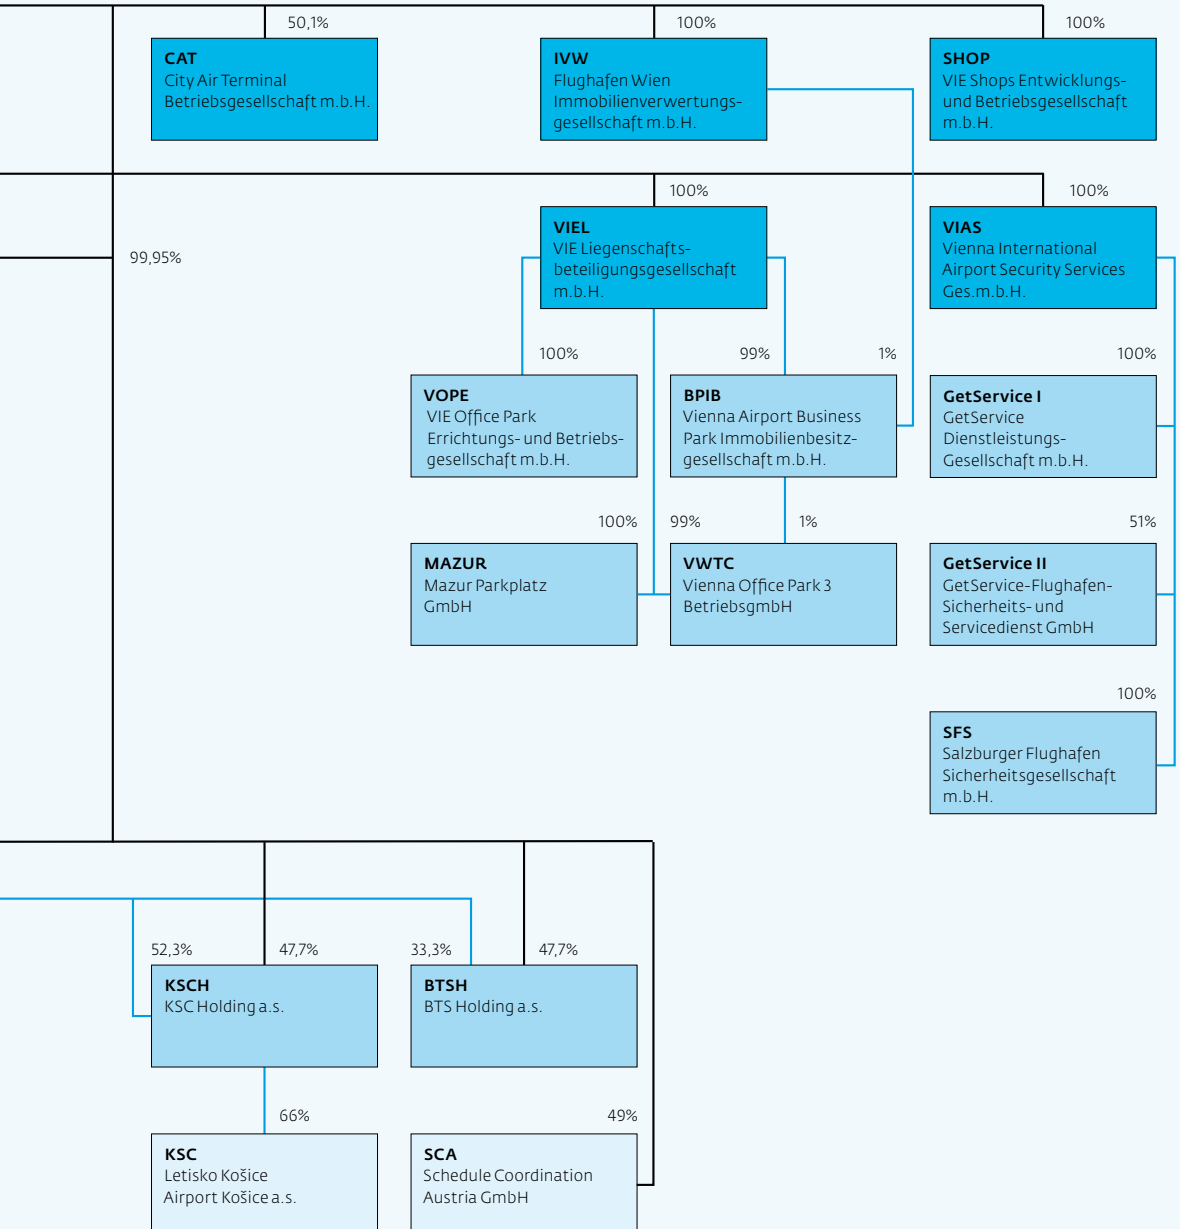 50,1%
100%
100%
CAT
City Air Terminal
Betriebsgesellschaft m.b.H.
IVW
Flughafen Wien
Immobilienverwertungs-
gesellschaft m.b.H.
SHOP
VIE Shops Entwicklungs-
und Betriebsgesellschaft
m.b.H.
100%
100%
99,95%
VIEL
VIE Liegenschafts-
beteiligungsgesellschaft
m.b.H.
VIAS
Vienna International
Airport Security Services
Ges.m.b.H.
100%
99%
1%
100%
VOPE
VIE Office Park
Errichtungs- und Betriebs-
gesellschaft m.b.H.
BPIB
Vienna Airport Business
Park Immobilienbesitz-
gesellschaft m.b.H.
GetService I
GetService
Dienstleistungs-
Gesellschaft m.b.H.
100%
99%
1%
51%
MAZUR
Mazur Parkplatz
GmbH
VWTC
Vienna Office Park 3
BetriebsgmbH
GetService II
GetService-Flughafen-
Sicherheits- und
Servicedienst GmbH
100%
SFS
Salzburger Flughafen
Sicherheitsgesellschaft
m.b.H.
52,3%
47,7%
33,3%
47,7%
KSCH
KSC Holding a.s.
BTSH
BTS Holding a.s.
66%
49%
KSC
Letisko Košice
Airport Košice a.s.
SCA
Schedule Coordination
Austria GmbH